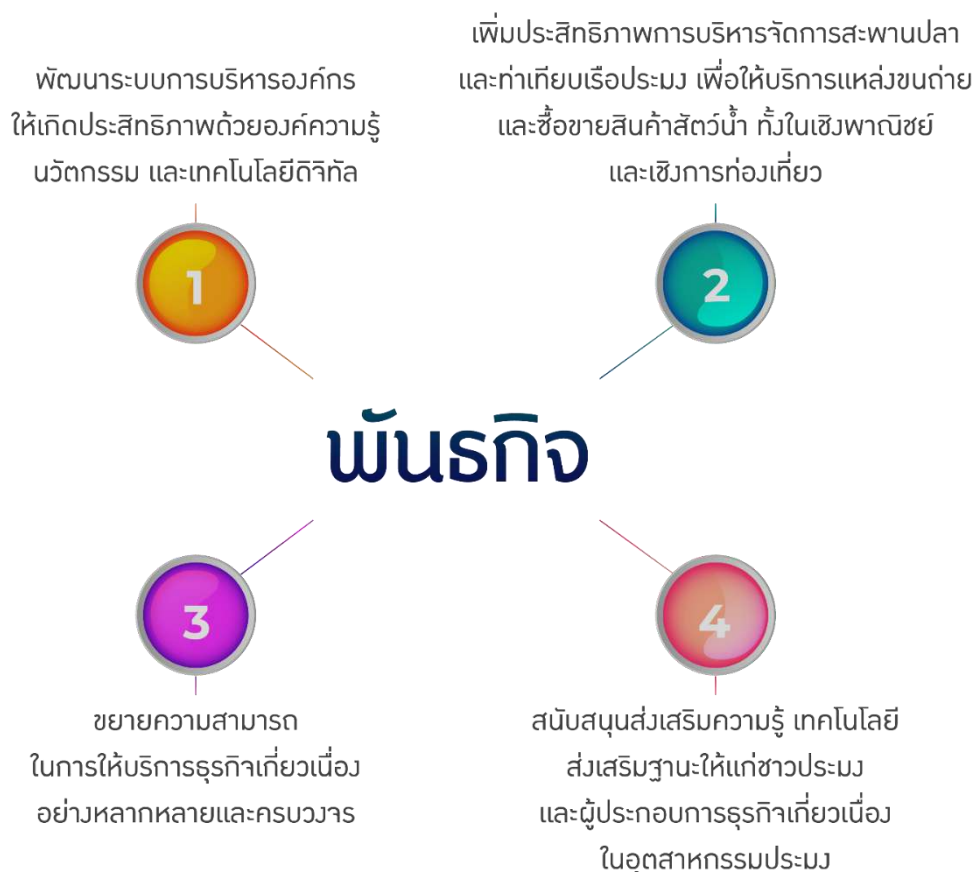 พัฒนาระบบการบริหารองค์กร
ให้เกิดประสิทธิภาพด้วยองค์ความรู้
นวัตกรรม และเทคโนโลยีดิจิทัล
1
เพิ่มประสิทธิภาพการบริหารจัดการสะพานปลา
และท่าเทียบเรือประมง เพื่อให้บริการแหล่งขนถ่าย
และซื้อขายสินค้าสัตว์น้ำ ทั้งในเชิงพาณิชย์
และเชิงการท่องเที่ยว
2
พันธกิจ
3
ขยายความสามารถ
ในการให้บริการธุรกิจเกี่ยวเนื่อง
อย่างหลากหลายและครบวงจร
4
สนับสนุนส่งเสริมความรู้ เทคโนโลยี
ส่งเสริมฐานะให้แก่ชาวประมง
และผู้ประกอบการธุรกิจเกี่ยวเนื่อง
ในอุตสาหกรรมประมง